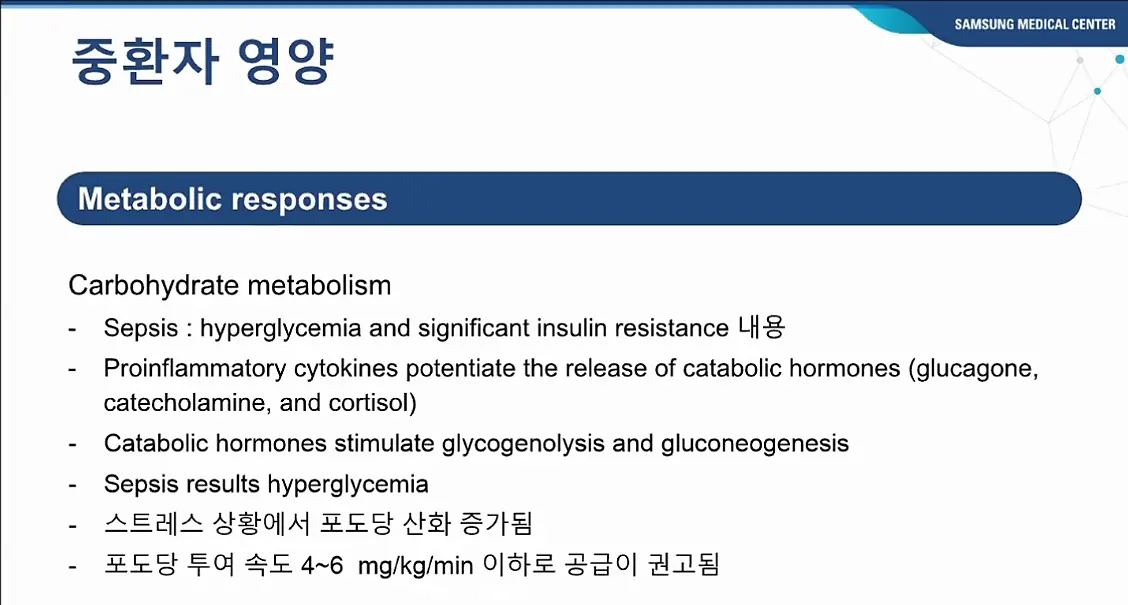 SAMSUNG MEDICAL CENTER
중환자 영양
Metabolic responses
Carbohydrate metabolism
- Sepsis : hyperglycemia and significant insulin resistance 내용
- Proinflammatory cytokines potentiate the release of catabolic hormones (glucagone,
catecholamine, and cortisol)
- Catabolic hormones stimulate glycogenolysis and gluconeogenesis
- Sepsis results hyperglycemia
- 스트레스 상황에서 포도당 산화 증가됨
- 포도당 투여 속도 4~6 mg/kg/min 이하로 공급이 권고됨